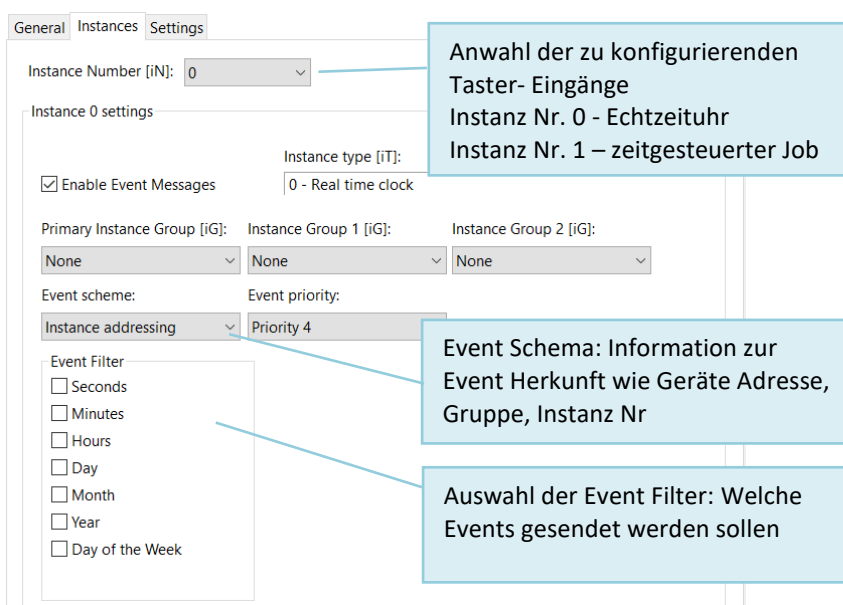 General Instances Settings
Instance Number [iN]: 0
Anwahl der zu konfigurierenden
Taster- Eingänge
Instanz Nr. 0 - Echtzeituhr
Instanz Nr. 1 – zeitgesteuerter Job
Instance 0 settings
Instance type [iT]:
Enable Event Messages
0 - Real time clock
Primary Instance Group [iG]: Instance Group 1 [iG]: Instance Group 2 [iG]:
None None None
Event scheme: Event priority:
Instance addressing Priority 4
Event Schema: Information zur
Event Herkunft wie Geräte Adresse,
Gruppe, Instanz Nr
Event Filter
Seconds
Minutes
Hours
Day
Month
Year
Day of the Week
Auswahl der Event Filter: Welche
Events gesendet werden sollen